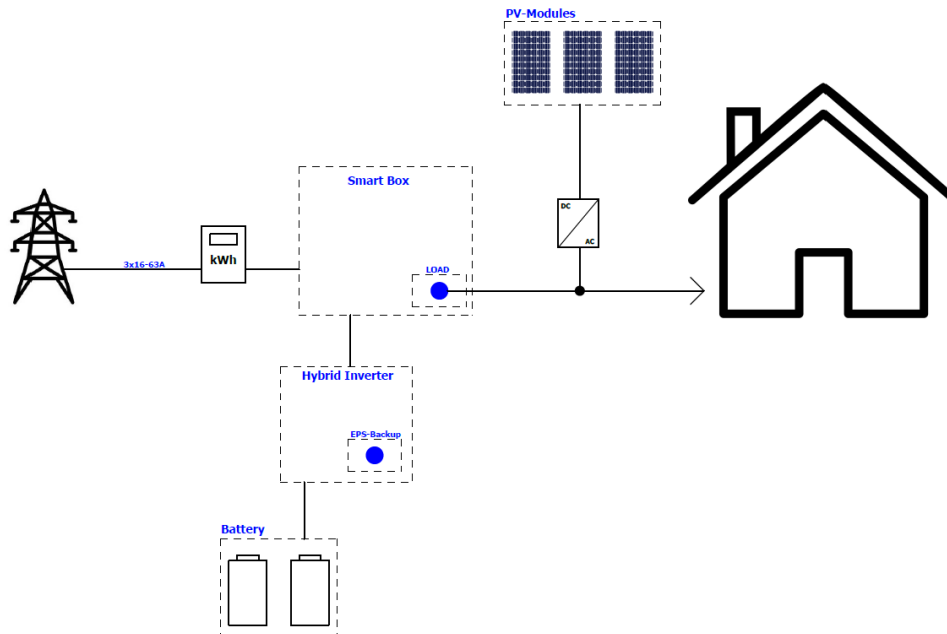 PV-Modules
Smart Box
DC
AC
kWh
3x16-63A
LOAD
Hybrid Inverter
EPS-Backup
Battery